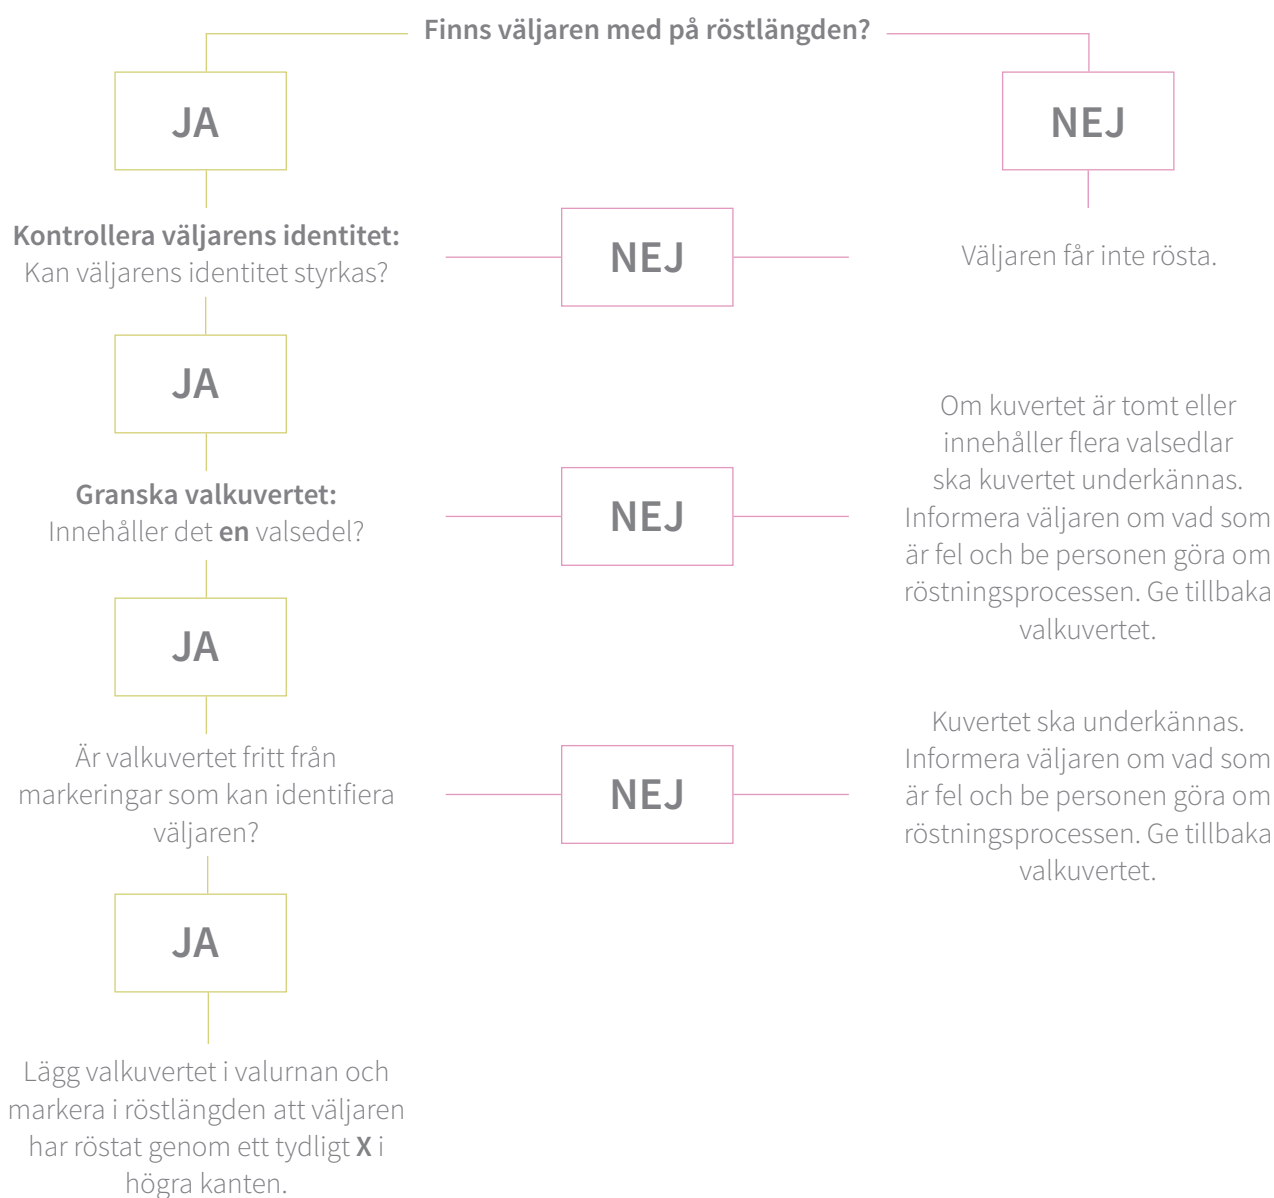 Finns väljaren med på röstlängden?
JA
NEJ
Kontrollera väljarens identitet:
Kan väljarens identitet styrkas?
NEJ
Väljaren får inte rösta.
JA
Granska valkuvertet:
Innehåller det en valsedel?
NEJ
Om kuvertet är tomt eller
innehåller flera valsedlar
ska kuvertet underkännas.
Informera väljaren om vad som
är fel och be personen göra om
röstningsprocessen. Ge tillbaka
valkuvertet.
JA
Är valkuvertet fritt från
markeringar som kan identifiera
väljaren?
NEJ
Kuvertet ska underkännas.
Informera väljaren om vad som
är fel och be personen göra om
röstningsprocessen. Ge tillbaka
valkuvertet.
JA
Lägg valkuvertet i valurnan och
markera i röstlängden att väljaren
har röstat genom ett tydligt X i
högra kanten.